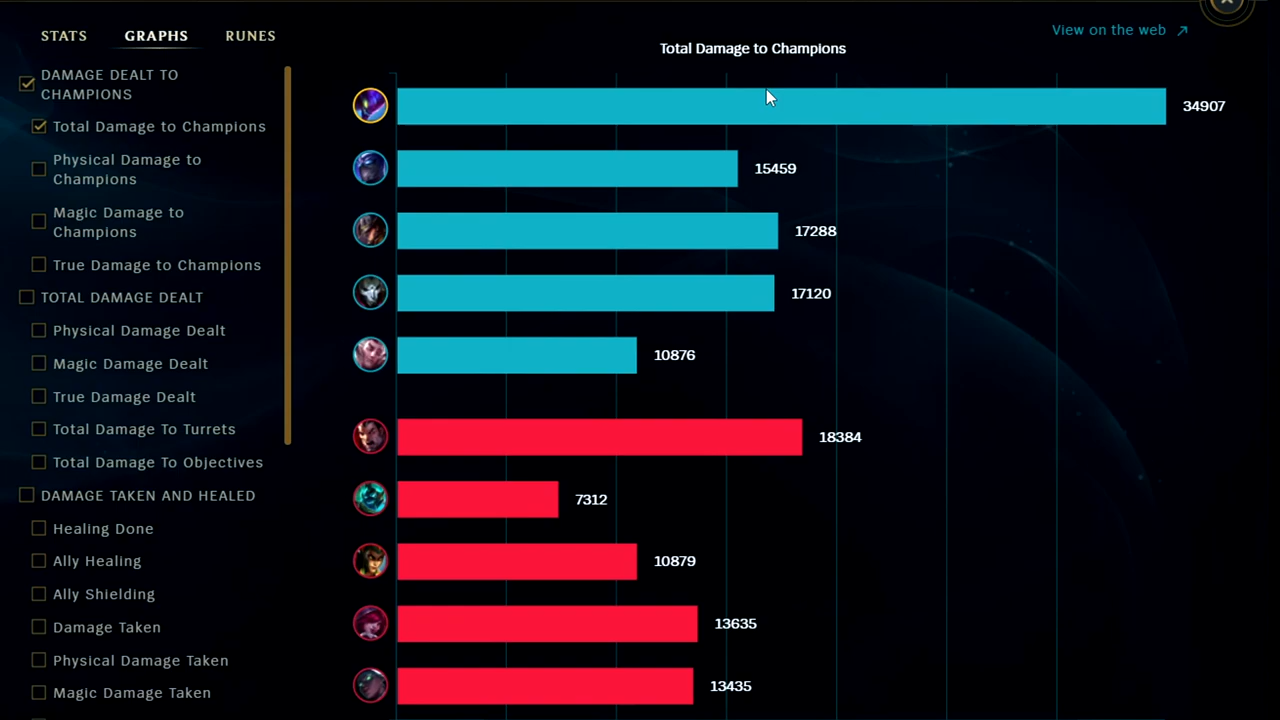 STATS GRAPHS RUNES
View on the web
Total Damage to Champions
DAMAGE DEALT TO
CHAMPIONS
Total Damage to Champions
Physical Damage to
Champions
Magic Damage to
Champions
True Damage to Champions
TOTAL DAMAGE DEALT
Physical Damage Dealt
Magic Damage Dealt
True Damage Dealt
Total Damage To Turrets
Total Damage To Objectives
DAMAGE TAKEN AND HEALED
Healing Done
Ally Healing
Ally Shielding
Damage Taken
Physical Damage Taken
Magic Damage Taken
34907
15459
17288
17120
10876
18384
7312
10879
13635
13435